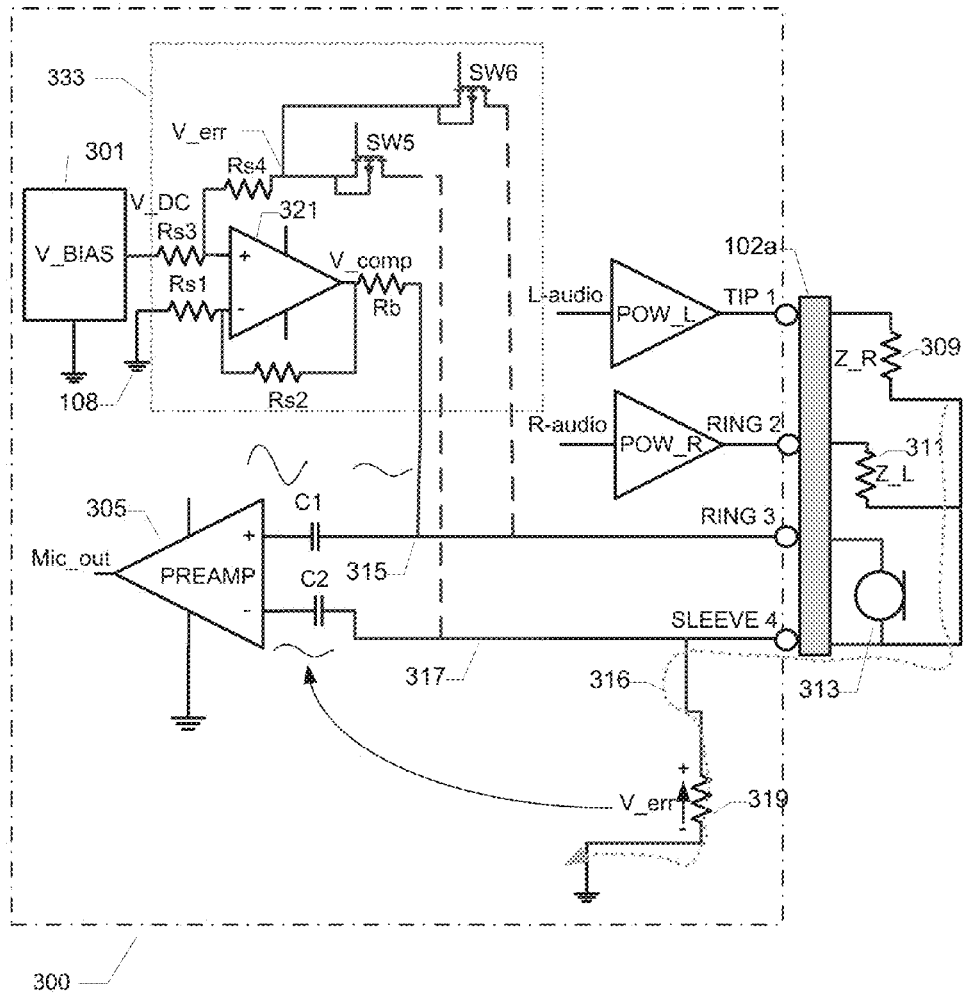 333
SW6
V_err
SW5
301
Rs4
V_DC
321
Rs3
V_BIAS
+
V_comp
102a
Rs1
-
Rb
L-audio
POW_L
TIP 1
Z_R
309
108
Rs2
R-audio
POW_R
RING 2
311
Z_L
305
C1
RING 3
+
Mic_out
PREAMP
315
C2
-
SLEEVE 4
317
316
313
+
V_err
319
-
300